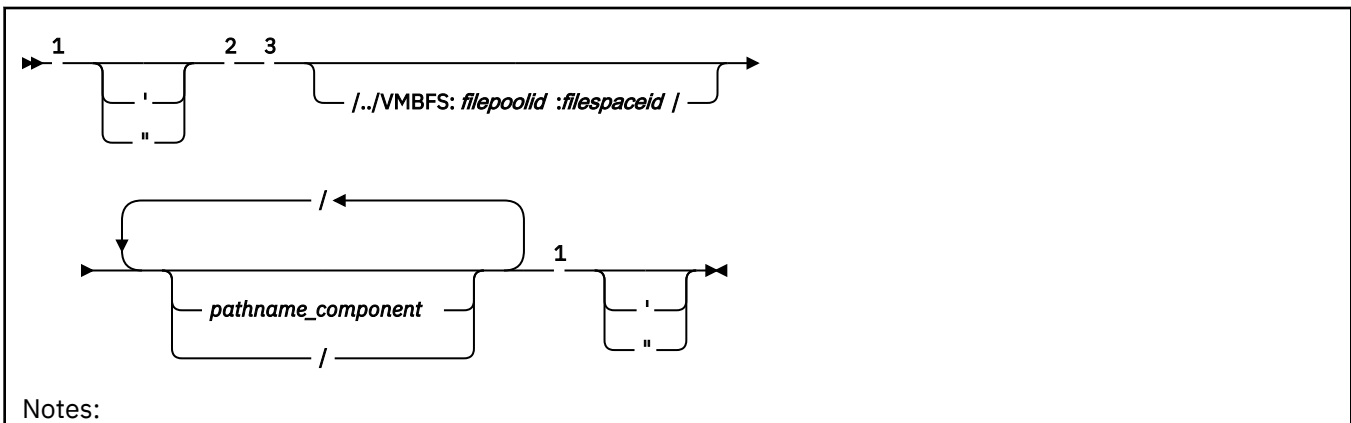 1 2 3
'
/../VMBFS: filepoolid :filespaceid /
"
/
1
pathname_component '
/ "
Notes: